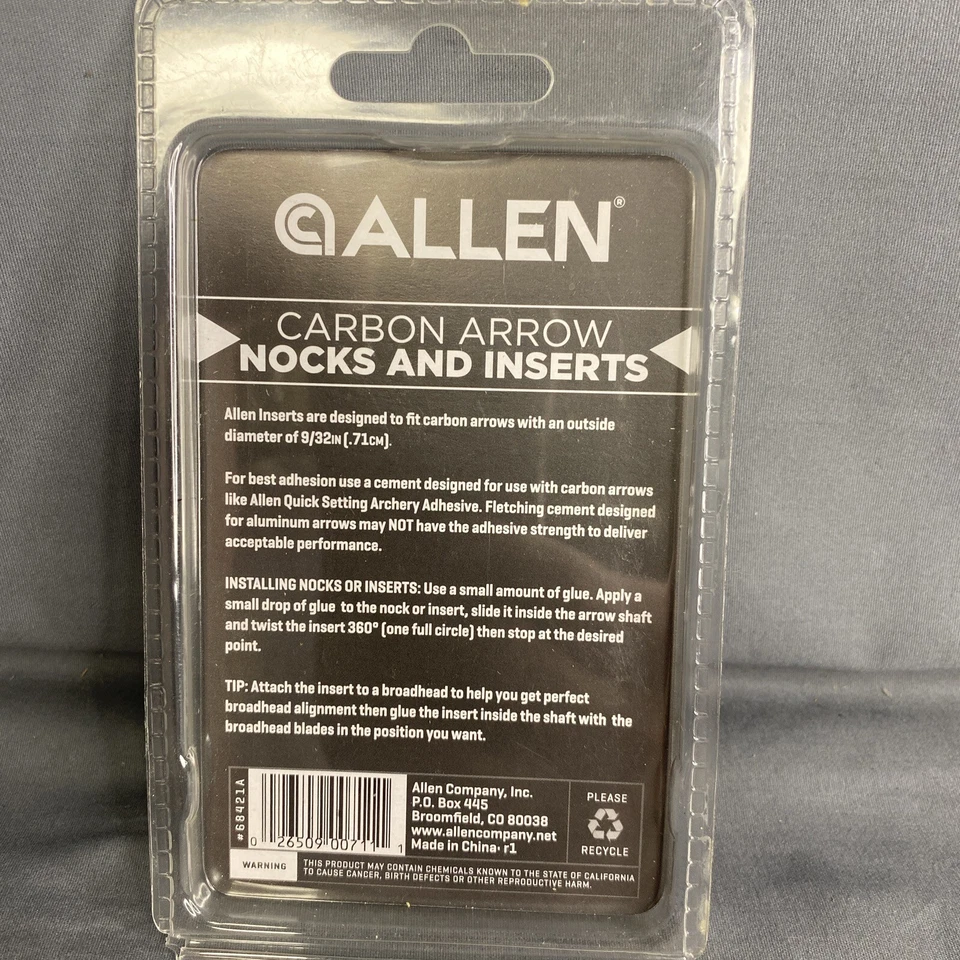 ALLEN®
CARBON ARROW
NOCKS AND INSERTS
Allen Inserts are designed to fit carbon arrows with an outside
diameter of 9/32IN (.71CM).
For best adhesion use a cement designed for use with carbon arrows
like Allen Quick Setting Archery Adhesive. Fletching cement designed
for aluminum arrows may NOT have the adhesive strength to deliver
acceptable performance.
INSTALLING NOCKS OR INSERTS: Use a small amount of glue. Apply a
small drop of glue to the nock or insert, slide it inside the arrow shaft
and twist the insert 360° (one full circle) then stop at the desired
point.
TIP: Attach the insert to a broadhead to help you get perfect
broadhead alignment then glue the insert inside the shaft with the
broadhead blades in the position you want.
#68421A
0 26509 00711 1
Allen Company, Inc.
P.O. Box 445
Broomfield, CO 80038
www.allencompany.net
Made in China· r1
PLEASE
RECYCLE
WARNING
THIS PRODUCT MAY CONTAIN CHEMICALS KNOWN TO THE STATE OF CALIFORNIA
TO CAUSE CANCER, BIRTH DEFECTS OR OTHER REPRODUCTIVE HARM.